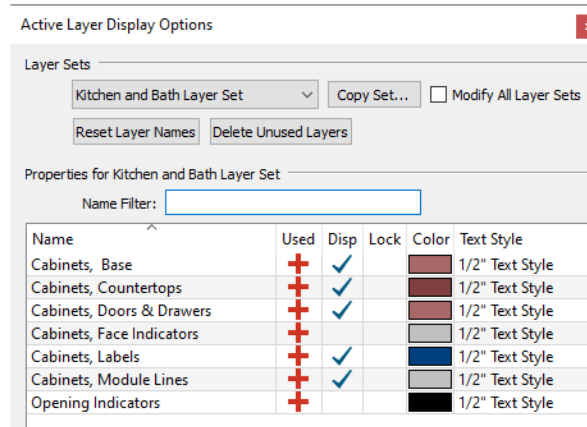 Active Layer Display Options
Layer Sets
Kitchen and Bath Layer Set Copy Set... Modify All Layer Sets
Reset Layer Names Delete Unused Layers
Properties for Kitchen and Bath Layer Set
Name Filter:
Name Used Disp Lock Color Text Style
Cabinets, Base 1/2" Text Style
Cabinets, Countertops 1/2" Text Style
Cabinets, Doors & Drawers 1/2" Text Style
Cabinets, Face Indicators 1/2" Text Style
Cabinets, Labels 1/2" Text Style
Cabinets, Module Lines 1/2" Text Style
Opening Indicators 1/2" Text Style